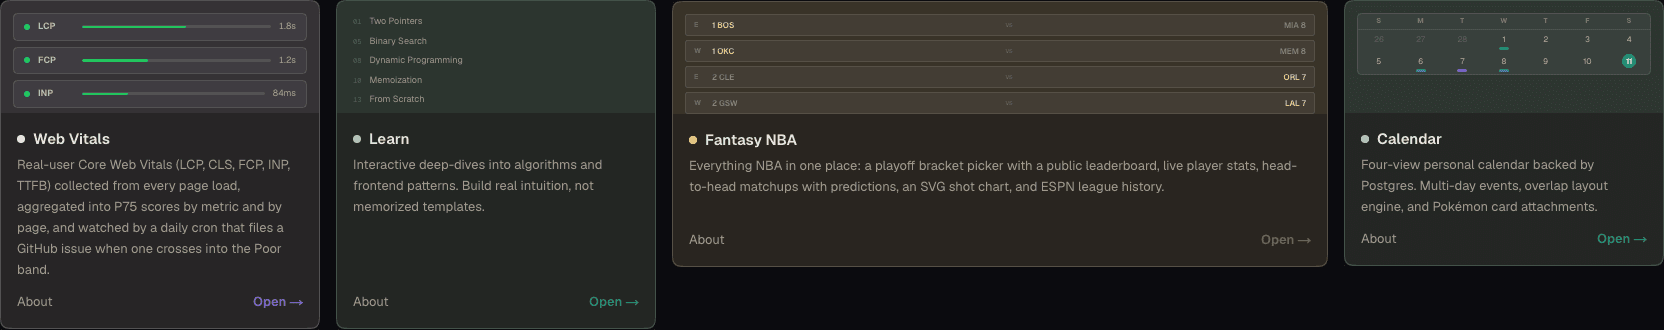 LCP 1.8s
FCP 1.2s
INP 84ms
Web Vitals
Real-user Core Web Vitals (LCP, CLS, FCP, INP,
TTFB) collected from every page load,
aggregated into P75 scores by metric and by
page, and watched by a daily cron that files a
GitHub issue when one crosses into the Poor
band.
About Open →
01 Two Pointers
05 Binary Search
08 Dynamic Programming
10 Memoization
13 From Scratch
Learn
Interactive deep-dives into algorithms and
frontend patterns. Build real intuition, not
memorized templates.
About Open →
E 1 BOS vs MIA 8
W 1 OKC vs MEM 8
E 2 CLE vs ORL 7
W 2 GSW vs LAL 7
Fantasy NBA
Everything NBA in one place: a playoff bracket picker with a public leaderboard, live player stats, head-
to-head matchups with predictions, an SVG shot chart, and ESPN league history.
About Open →
S M T W T F S
26 27 28 1 2 3 4
5 6 7 8 9 10 11
Calendar
Four-view personal calendar backed by
Postgres. Multi-day events, overlap layout
engine, and Pokémon card attachments.
About Open →